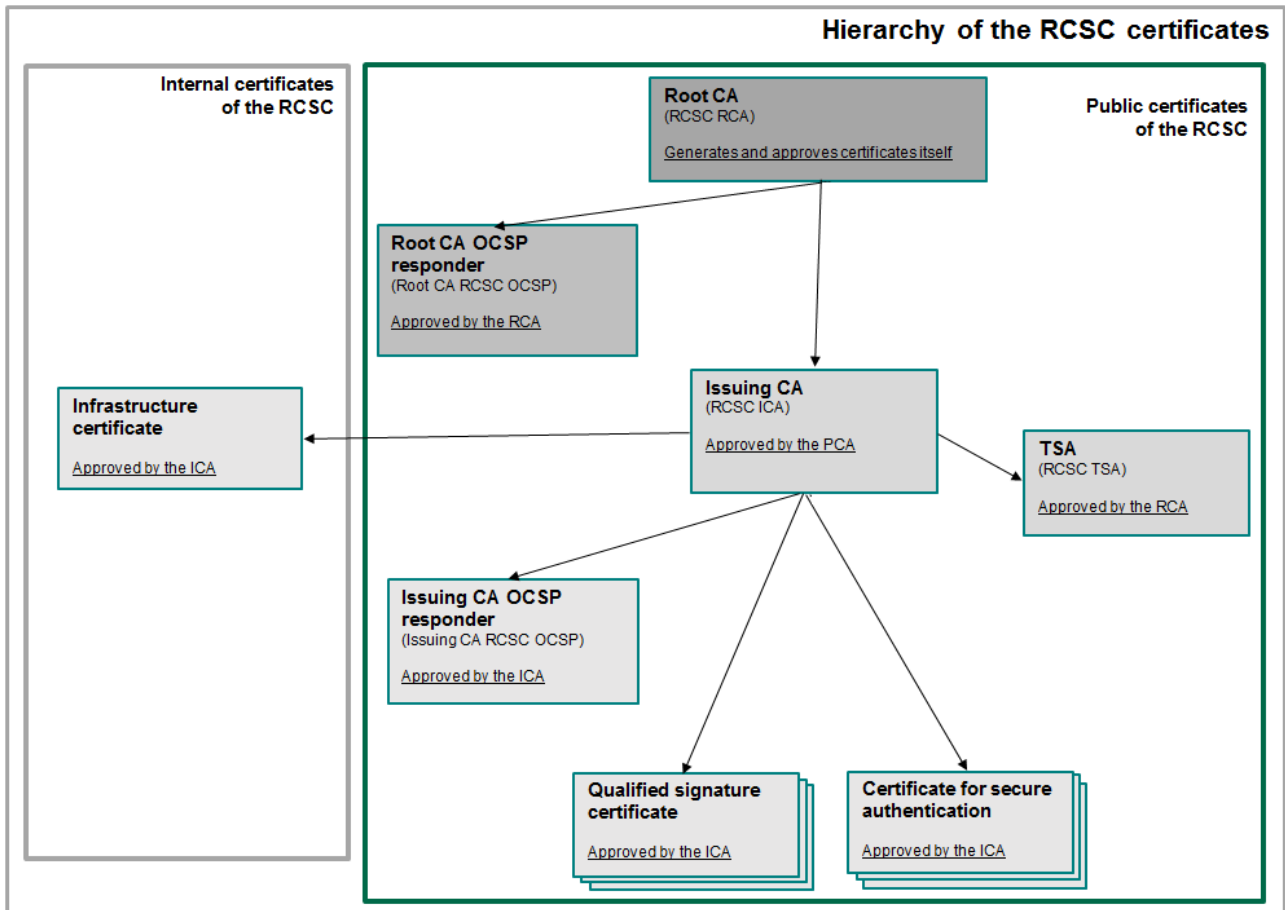 Hierarchy of the RCSC certificates
Internal certificates
of the RCSC
Public certificates
of the RCSC
Root CA
(RCSC RCA)
Generates and approves certificates itself
Root CA OCSP
responder
(Root CA RCSC OCSP)
Approved by the RCA
Infrastructure
certificate
Approved by the ICA
Issuing CA
(RCSC ICA)
Approved by the PCA
TSA
(RCSC TSA)
Approved by the RCA
Issuing CA OCSP
responder
(Issuing CA RCSC OCSP)
Approved by the ICA
Qualified signature
certificate
Approved by the ICA
Certificate for secure
authentication
Approved by the ICA